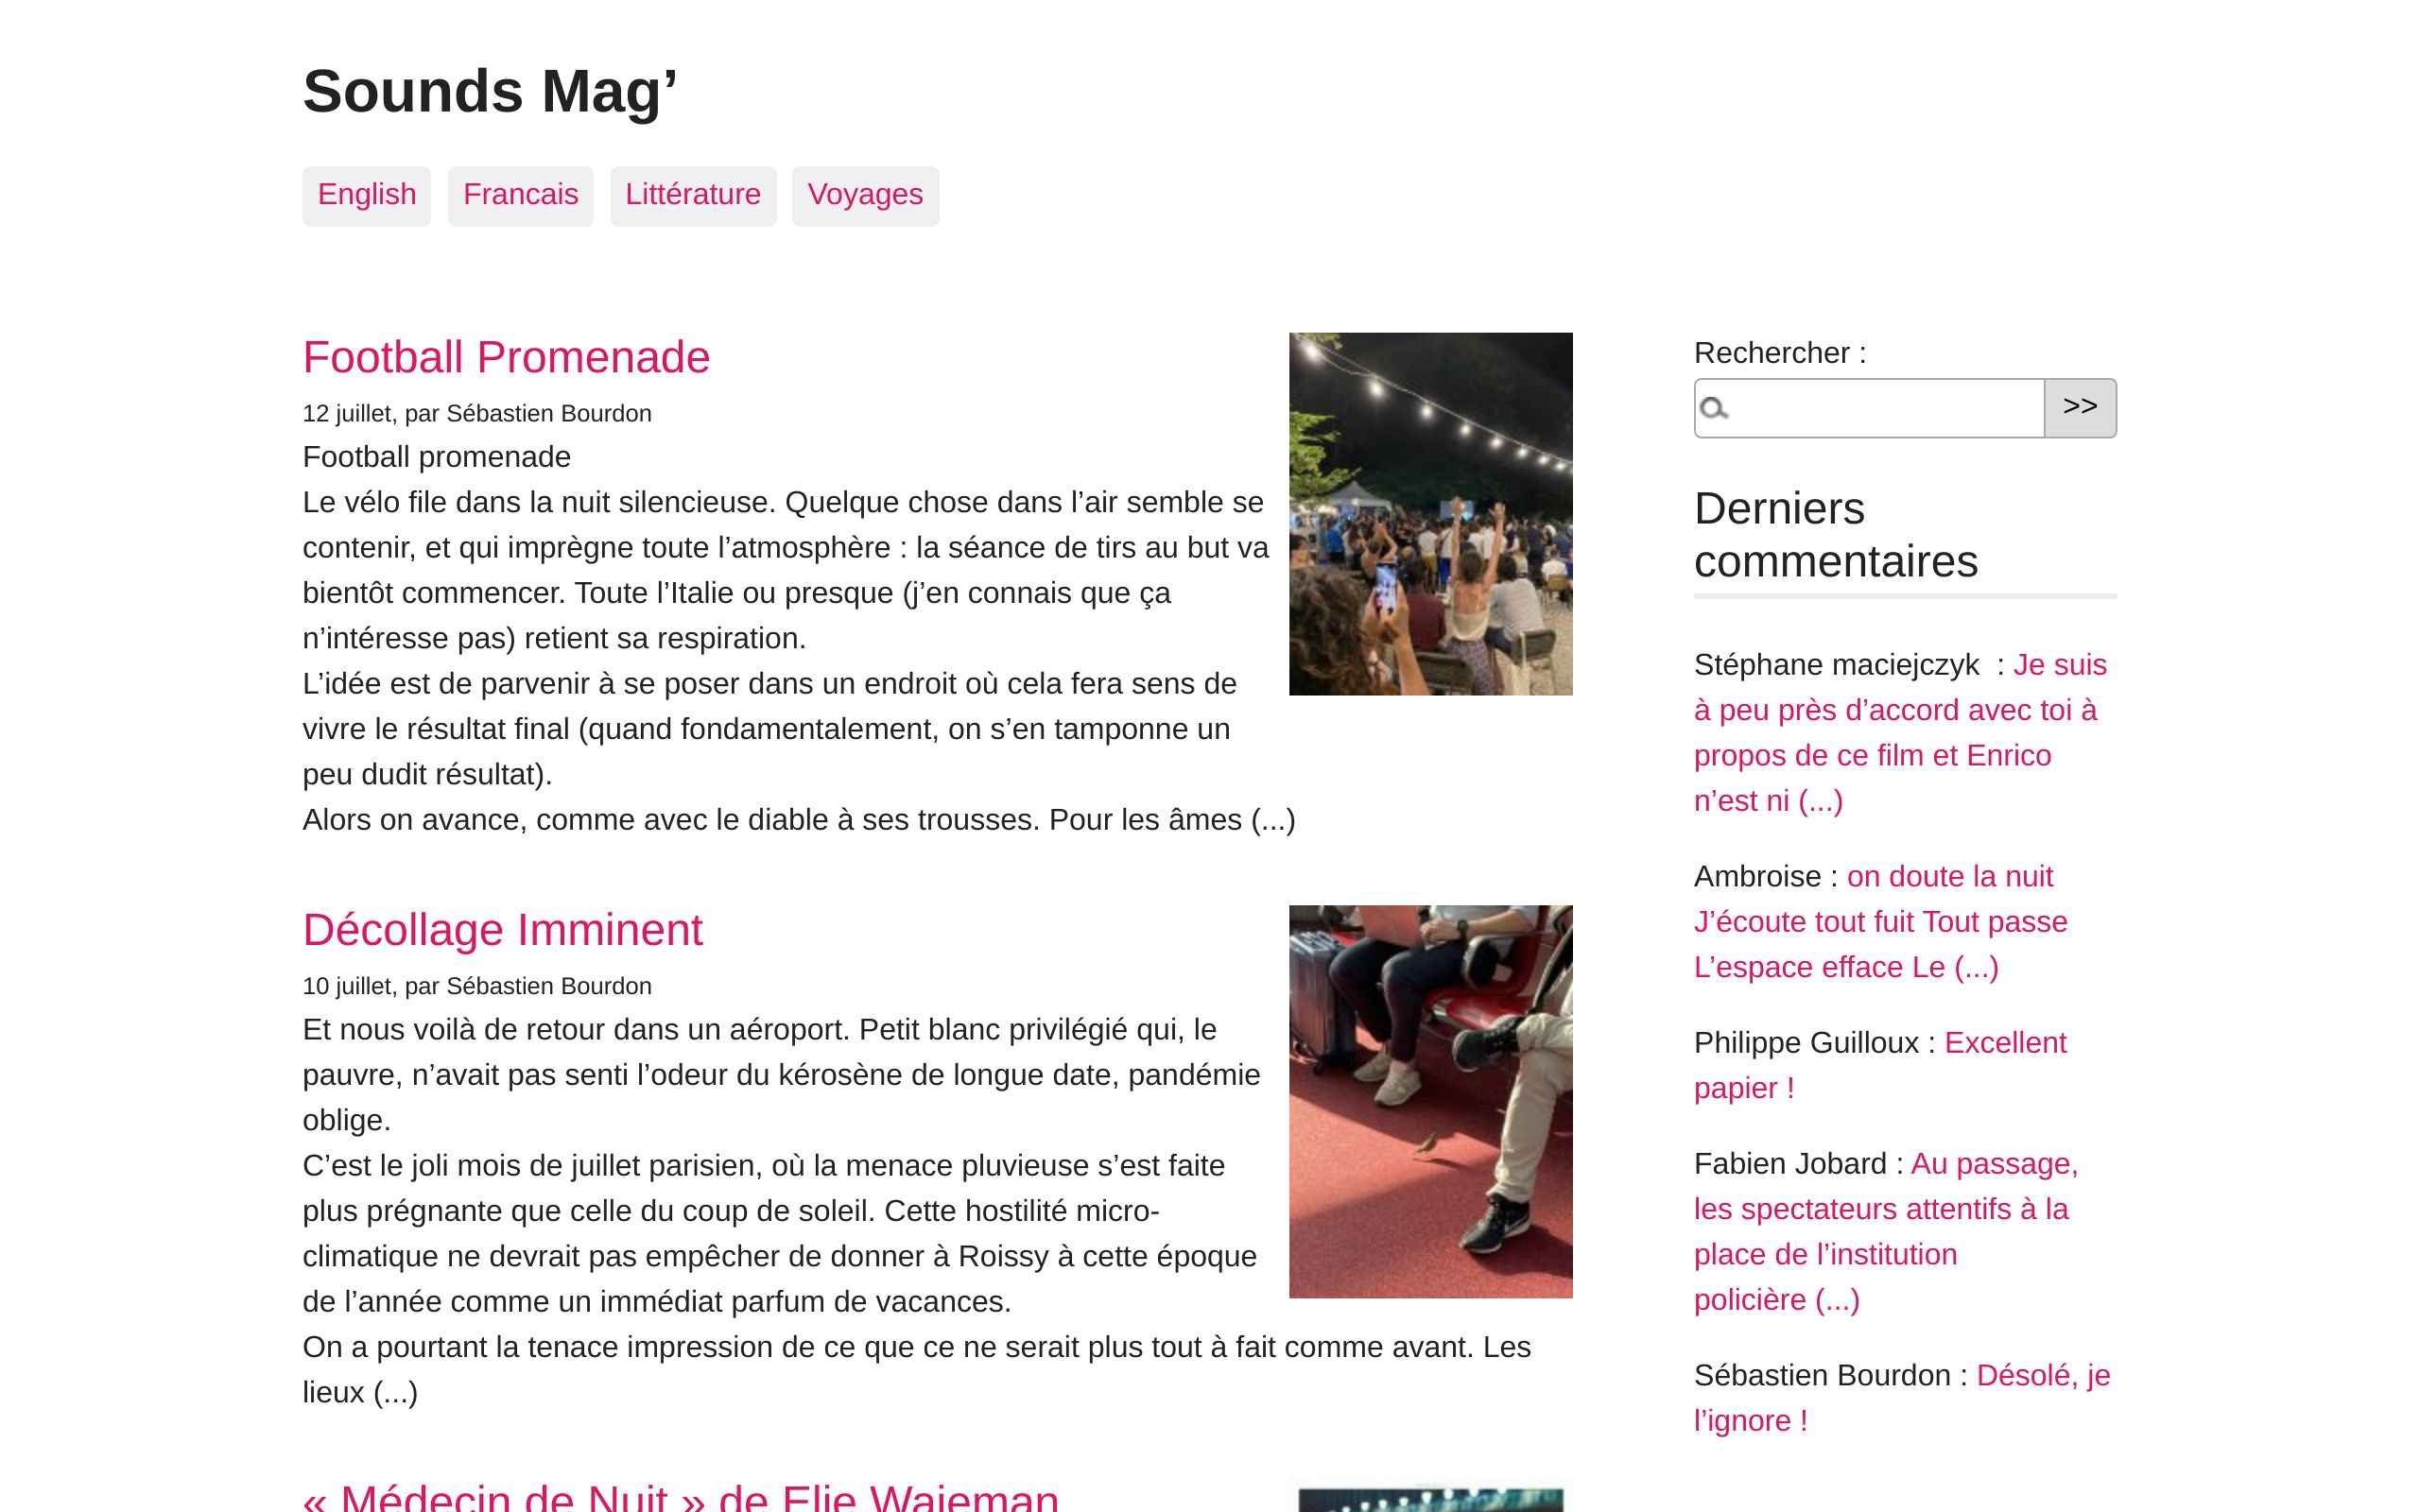 Sounds Mag’
English
Francais
Littérature
Voyages
Football Promenade
12 juillet, par Sébastien Bourdon
Football promenade
Le vélo file dans la nuit silencieuse. Quelque chose dans l’air semble se
contenir, et qui imprègne toute l’atmosphère : la séance de tirs au but va
bientôt commencer. Toute l’Italie ou presque (j’en connais que ça
n’intéresse pas) retient sa respiration.
L’idée est de parvenir à se poser dans un endroit où cela fera sens de
vivre le résultat final (quand fondamentalement, on s’en tamponne un
peu dudit résultat).
Alors on avance, comme avec le diable à ses trousses. Pour les âmes (...)
Décollage Imminent
10 juillet, par Sébastien Bourdon
Et nous voilà de retour dans un aéroport. Petit blanc privilégié qui, le
pauvre, n’avait pas senti l’odeur du kérosène de longue date, pandémie
oblige.
C’est le joli mois de juillet parisien, où la menace pluvieuse s’est faite
plus prégnante que celle du coup de soleil. Cette hostilité micro-
climatique ne devrait pas empêcher de donner à Roissy à cette époque
de l’année comme un immédiat parfum de vacances.
On a pourtant la tenace impression de ce que ce ne serait plus tout à fait comme avant. Les
lieux (...)
« Médecin de Nuit » de Elie Wajeman
Rechercher :
>>
Derniers
commentaires
Stéphane maciejczyk  : Je suis
à peu près d’accord avec toi à
propos de ce film et Enrico
n’est ni (...)
Ambroise : on doute la nuit
J’écoute tout fuit Tout passe
L’espace efface Le (...)
Philippe Guilloux : Excellent
papier !
Fabien Jobard : Au passage,
les spectateurs attentifs à la
place de l’institution
policière (...)
Sébastien Bourdon : Désolé, je
l’ignore !